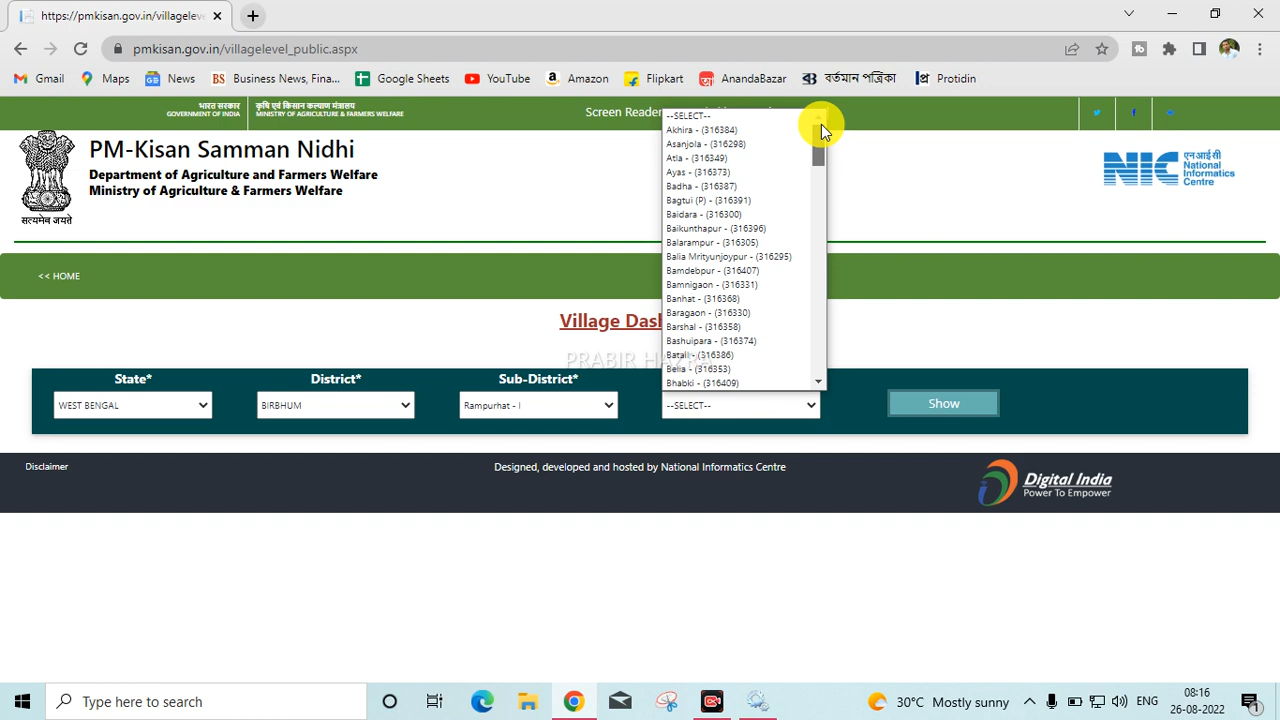 https://pmkisan.gov.in/villageleve
pmkisan.gov.in/villagelevel_public.aspx
Gmail Maps News BS Business News, Fina... Google Sheets YouTube Amazon Flipkart AnandaBazar বর্তমান পত্রিকা Protidin
भारत सरकार
GOVERNMENT OF INDIA
कृषि एवं किसान कल्याण मंत्रालय
MINISTRY OF AGRICULTURE & FARMERS WELFARE
Screen Reader
PM-Kisan Samman Nidhi
Department of Agriculture and Farmers Welfare
Ministry of Agriculture & Farmers Welfare
सत्यमेव जयते
NIC एनआईसी
National
Informatics
Centre
<< HOME
Village Dash
--SELECT--
Akhira - (316384)
Asanjola - (316298)
Atla - (316349)
Ayas - (316373)
Badha - (316387)
Bagtui (P) - (316391)
Baidara - (316300)
Baikunthapur - (316396)
Balarampur - (316305)
Balia Mrityunjoypur - (316295)
Bamdebpur - (316407)
Bamnigaon - (316331)
Banhat - (316368)
Baragaon - (316330)
Barshal - (316358)
Bashuipara - (316374)
Batail - (316386)
Belia - (316353)
Bhabki - (316409)
PRABIR HAZRA
State* District* Sub-District*
WEST BENGAL BIRBHUM Rampurhat - I --SELECT-- Show
Disclaimer Designed, developed and hosted by National Informatics Centre
Digital India
Power To Empower
Type here to search
30°C Mostly sunny
ENG
08:16
26-08-2022
1